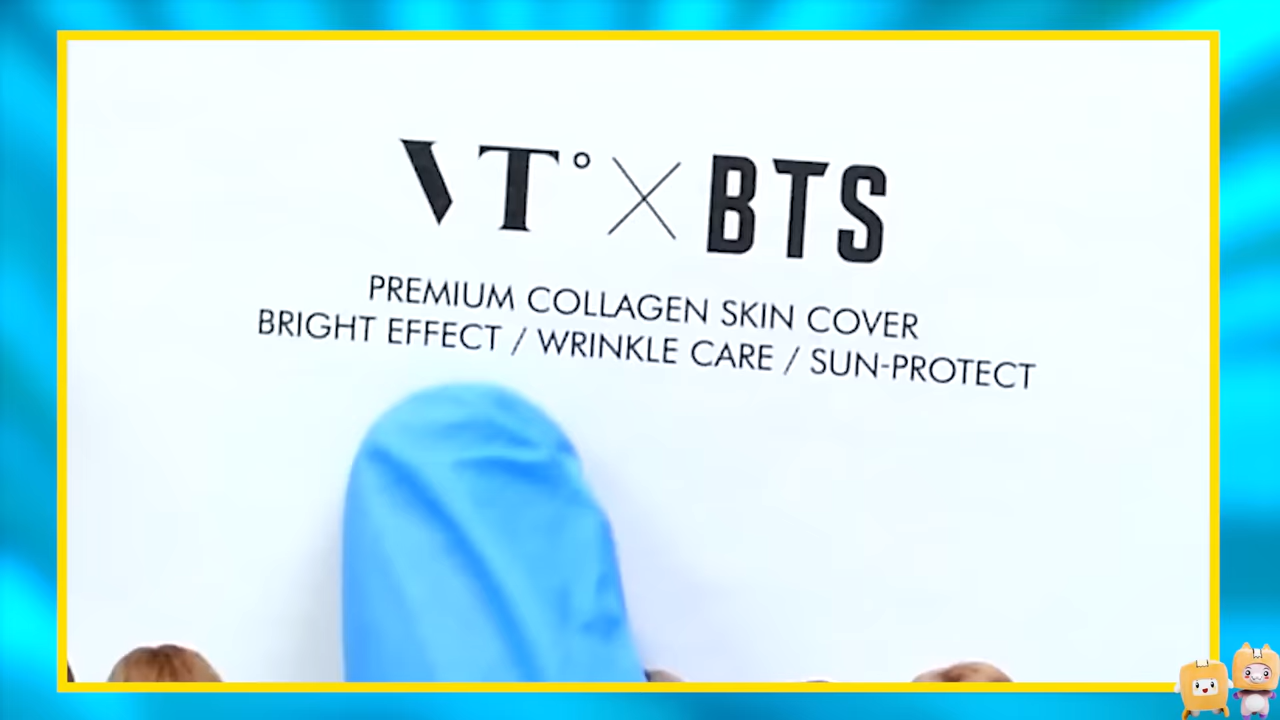 VT° X BTS
PREMIUM COLLAGEN SKIN COVER
BRIGHT EFFECT / WRINKLE CARE / SUN-PROTECT